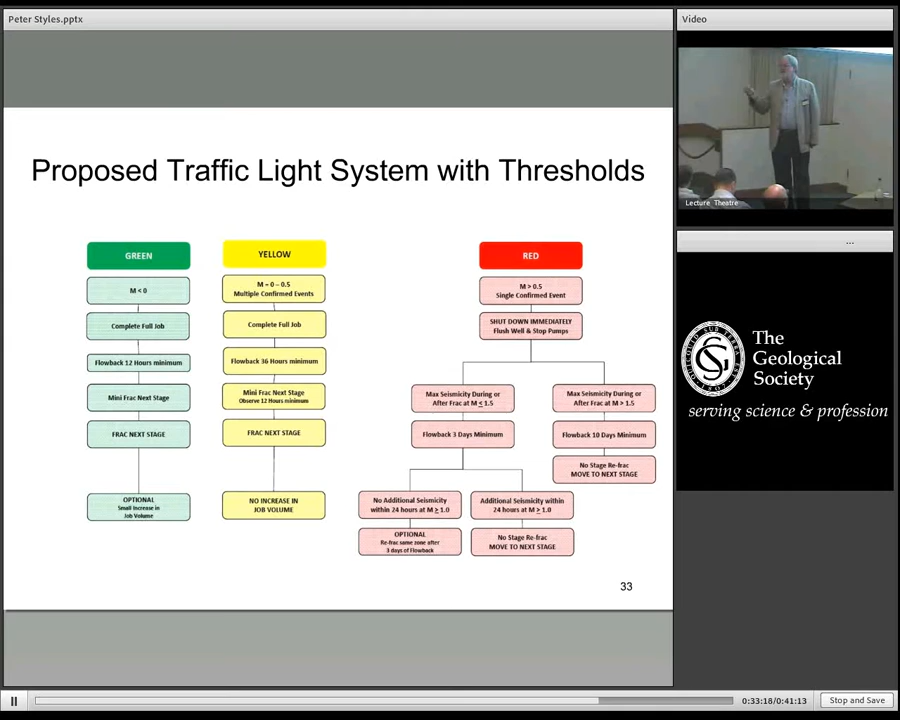 Peter Styles.pptx
Video
Lecture Theatre
...
Proposed Traffic Light System with Thresholds
GREEN
M < 0
Complete Full Job
Flowback 12 Hours minimum
Mini Frac Next Stage
FRAC NEXT STAGE
OPTIONAL
Small Increase in
Job Volume
YELLOW
M = 0 – 0.5
Multiple Confirmed Events
Complete Full Job
Flowback 36 Hours minimum
Mini Frac Next Stage
Observe 12 Hours minimum
FRAC NEXT STAGE
NO INCREASE IN
JOB VOLUME
RED
M > 0.5
Single Confirmed Event
SHUT DOWN IMMEDIATELY
Flush Well & Stop Pumps
Max Seismicity During or
After Frac at M ≤ 1.5
Flowback 3 Days Minimum
No Additional Seismicity
within 24 hours at M ≥ 1.0
OPTIONAL
Re-frac same zone after
3 days of Flowback
Additional Seismicity within
24 hours at M ≥ 1.0
No Stage Re-frac
MOVE TO NEXT STAGE
Max Seismicity During or
After Frac at M > 1.5
Flowback 10 Days Minimum
No Stage Re-frac
MOVE TO NEXT STAGE
33
The
Geological
Society
serving science & profession
0:33:18/0:41:13
Stop and Save